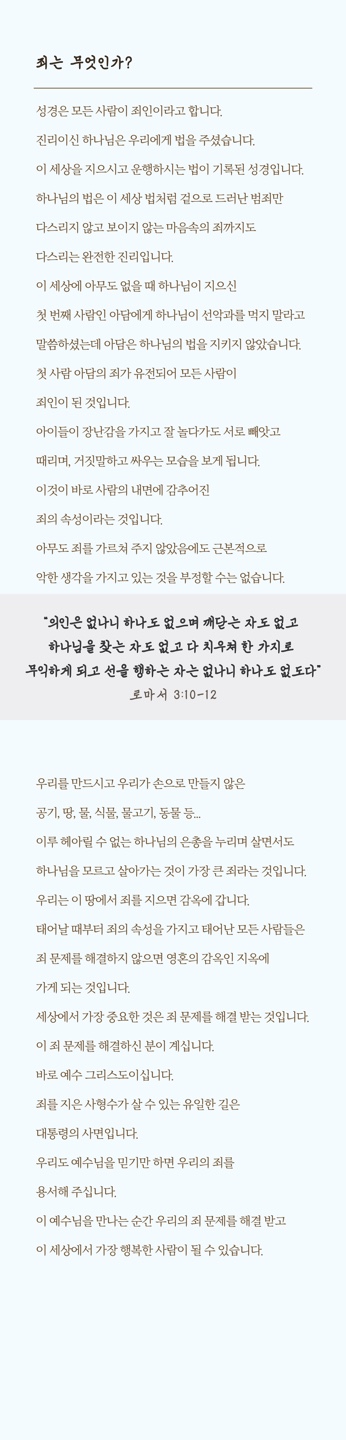 죄는 무엇인가?
성경은 모든 사람이 죄인이라고 합니다.
진리이신 하나님은 우리에게 법을 주셨습니다.
이 세상을 지으시고 운행하시는 법이 기록된 성경입니다.
하나님의 법은 이 세상 법처럼 겉으로 드러난 범죄만
다스리지 않고 보이지 않는 마음속의 죄까지도
다스리는 완전한 진리입니다.
이 세상에 아무도 없을 때 하나님이 지으신
첫 번째 사람인 아담에게 하나님이 선악과를 먹지 말라고
말씀하셨는데 아담은 하나님의 법을 지키지 않았습니다.
첫 사람 아담의 죄가 유전되어 모든 사람이
죄인이 된 것입니다.
아이들이 장난감을 가지고 잘 놀다가도 서로 빼앗고
때리며, 거짓말하고 싸우는 모습을 보게 됩니다.
이것이 바로 사람의 내면에 감추어진
죄의 속성이라는 것입니다.
아무도 죄를 가르쳐 주지 않았음에도 근본적으로
악한 생각을 가지고 있는 것을 부정할 수는 없습니다.
"의인은 없나니 하나도 없으며 깨닫는 자도 없고
하나님을 찾는 자도 없고 다 치우쳐 한 가지로
무익하게 되고 선을 행하는 자는 없나니 하나도 없도다"
로마서 3:10-12
우리를 만드시고 우리가 손으로 만들지 않은
공기, 땅, 물, 식물, 물고기, 동물 등...
이루 헤아릴 수 없는 하나님의 은총을 누리며 살면서도
하나님을 모르고 살아가는 것이 가장 큰 죄라는 것입니다.
우리는 이 땅에서 죄를 지으면 감옥에 갑니다.
태어날 때부터 죄의 속성을 가지고 태어난 모든 사람들은
죄 문제를 해결하지 않으면 영혼의 감옥인 지옥에
가게 되는 것입니다.
세상에서 가장 중요한 것은 죄 문제를 해결 받는 것입니다.
이 죄 문제를 해결하신 분이 계십니다.
바로 예수 그리스도이십니다.
죄를 지은 사형수가 살 수 있는 유일한 길은
대통령의 사면입니다.
우리도 예수님을 믿기만 하면 우리의 죄를
용서해 주십니다.
이 예수님을 만나는 순간 우리의 죄 문제를 해결 받고
이 세상에서 가장 행복한 사람이 될 수 있습니다.